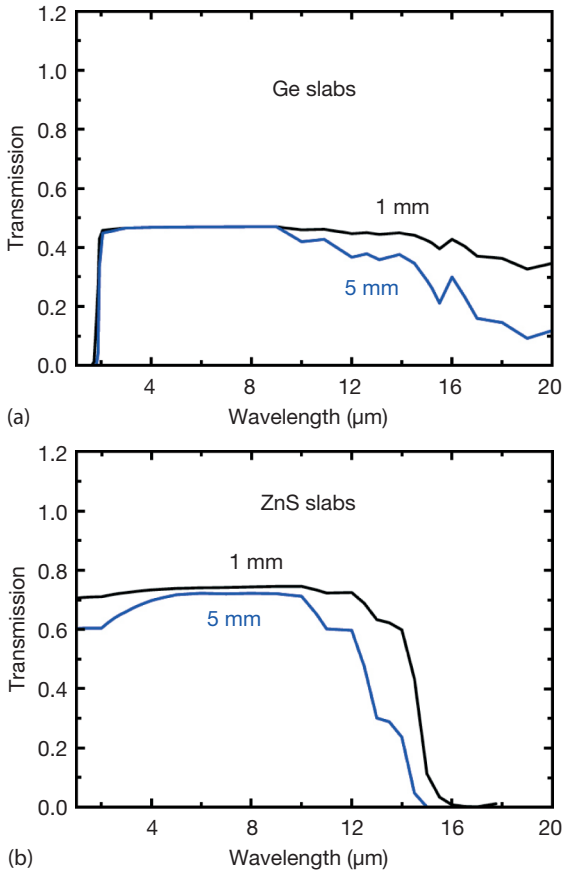 1.2
Ge slabs
1.0
0.8
Transmission
0.6
1 mm
0.4
5 mm
0.2
0.0
4 8 12 16 20
(a) Wavelength (µm)
1.2
ZnS slabs
1.0
1 mm
0.8
Transmission
5 mm
0.6
0.4
0.2
0.0
4 8 12 16 20
(b) Wavelength (µm)